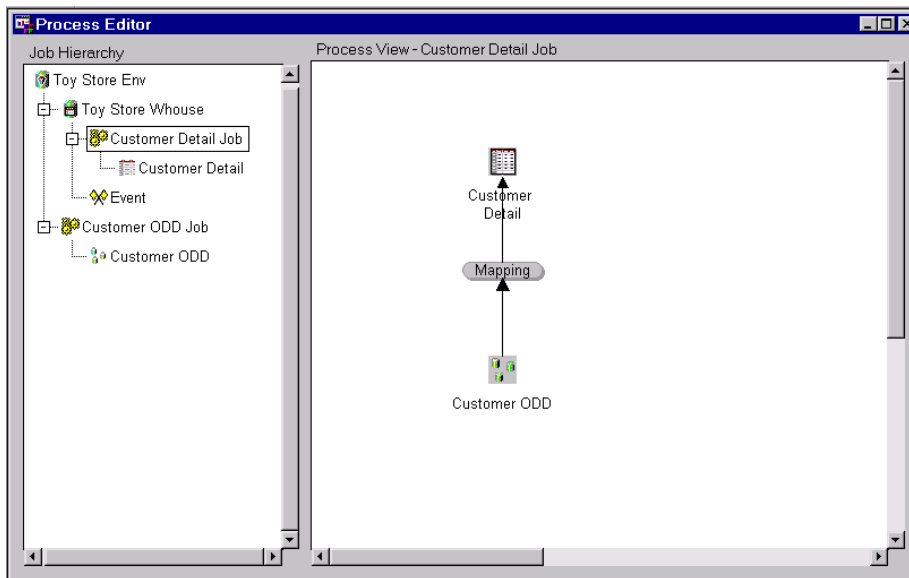 Process Editor
Job Hierarchy
Toy Store Env
Toy Store Whouse
Customer Detail Job
Customer Detail
Event
Customer ODD Job
Customer ODD
Process View - Customer Detail Job
Customer
Detail
Mapping
Customer ODD